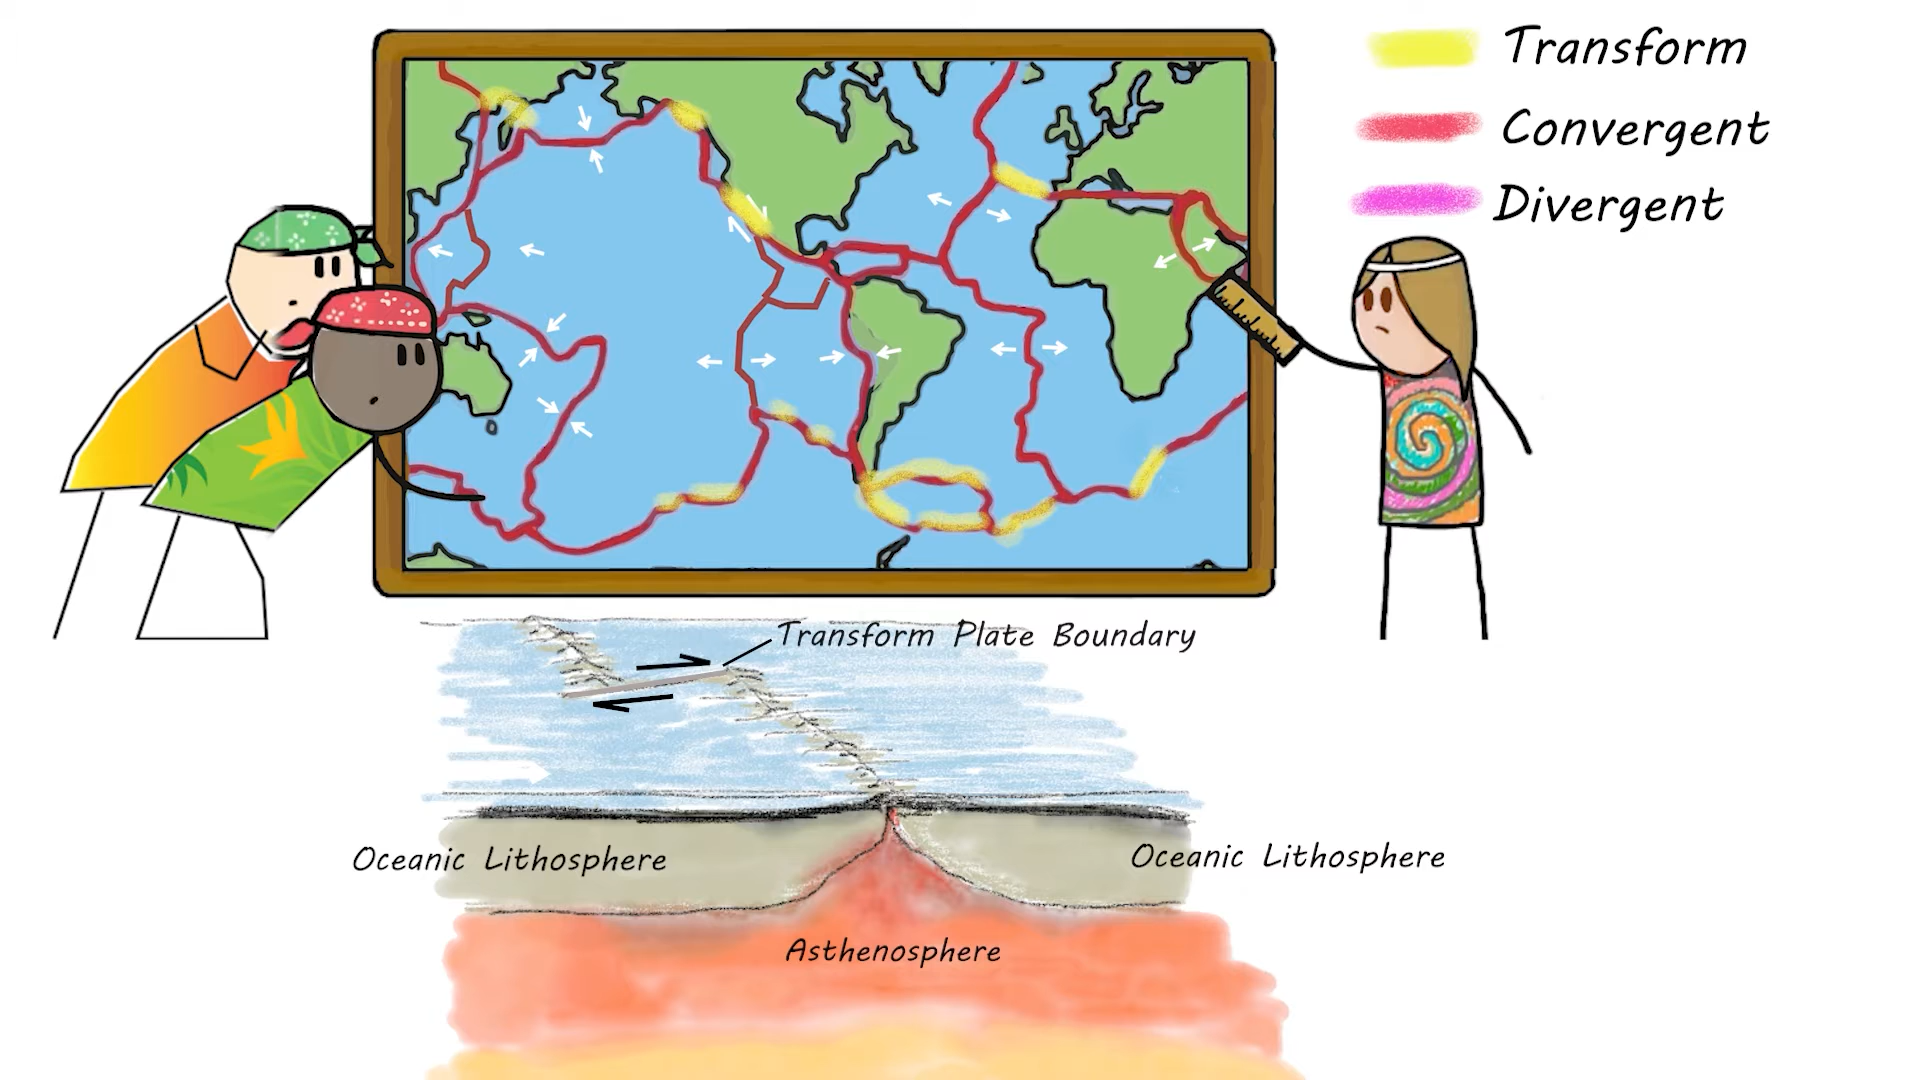 Transform
Convergent
Divergent
Transform Plate Boundary
Oceanic Lithosphere
Oceanic Lithosphere
Asthenosphere